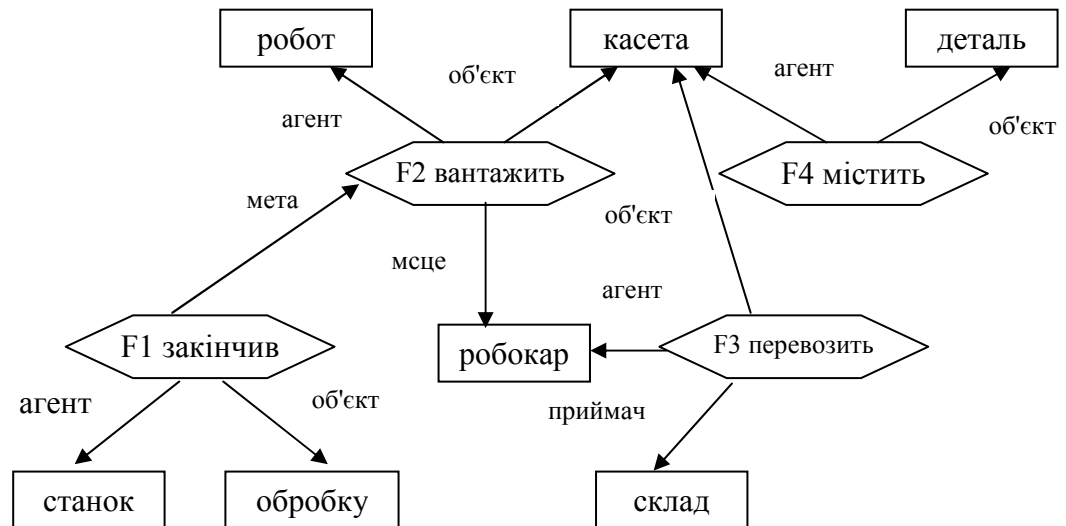 робот
касета
деталь
об'єкт
агент
агент
об'єкт
F2 вантажить
F4 містить
мета
об'єкт
мсце
агент
F1 закінчив
робокар
F3 перевозить
агент
об'єкт
приймач
станок
обробку
склад